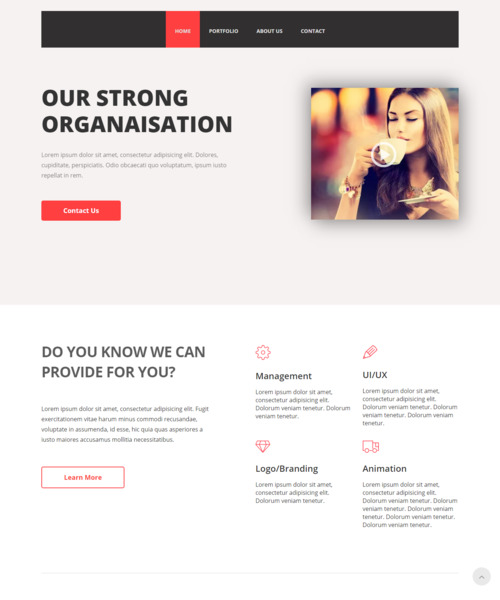 HOME PORTFOLIO ABOUT US CONTACT
OUR STRONG
ORGANAISATION
Lorem ipsum dolor sit amet, consectetur adipisicing elit. Dolores,
cupiditate, perspiciatis. Odio obcaecati quo voluptatum, ipsum iusto
repellat in rem.
Contact Us
DO YOU KNOW WE CAN
PROVIDE FOR YOU?
Lorem ipsum dolor sit amet, consectetur adipisicing elit. Fugit
exercitationem vitae harum minus commodi recusandae,
voluptate in assumenda, id esse, hic quia quas asperiores a
iusto maiores accusamus mollitia necessitatibus.
Learn More
Management
Lorem ipsum dolor sit amet,
consectetur adipisicing elit.
Dolorum veniam tenetur. Dolorum
veniam tenetur.
UI/UX
Lorem ipsum dolor sit amet,
consectetur adipisicing elit.
Dolorum veniam tenetur. Dolorum
veniam tenetur.
Logo/Branding
Lorem ipsum dolor sit amet,
consectetur adipisicing elit.
Dolorum veniam tenetur.
Animation
Lorem ipsum dolor sit amet,
consectetur adipisicing elit.
Dolorum veniam tenetur. Dolorum
veniam tenetur. Dolorum veniam
tenetur. Dolorum veniam tenetur.
Dolorum veniam tenetur.